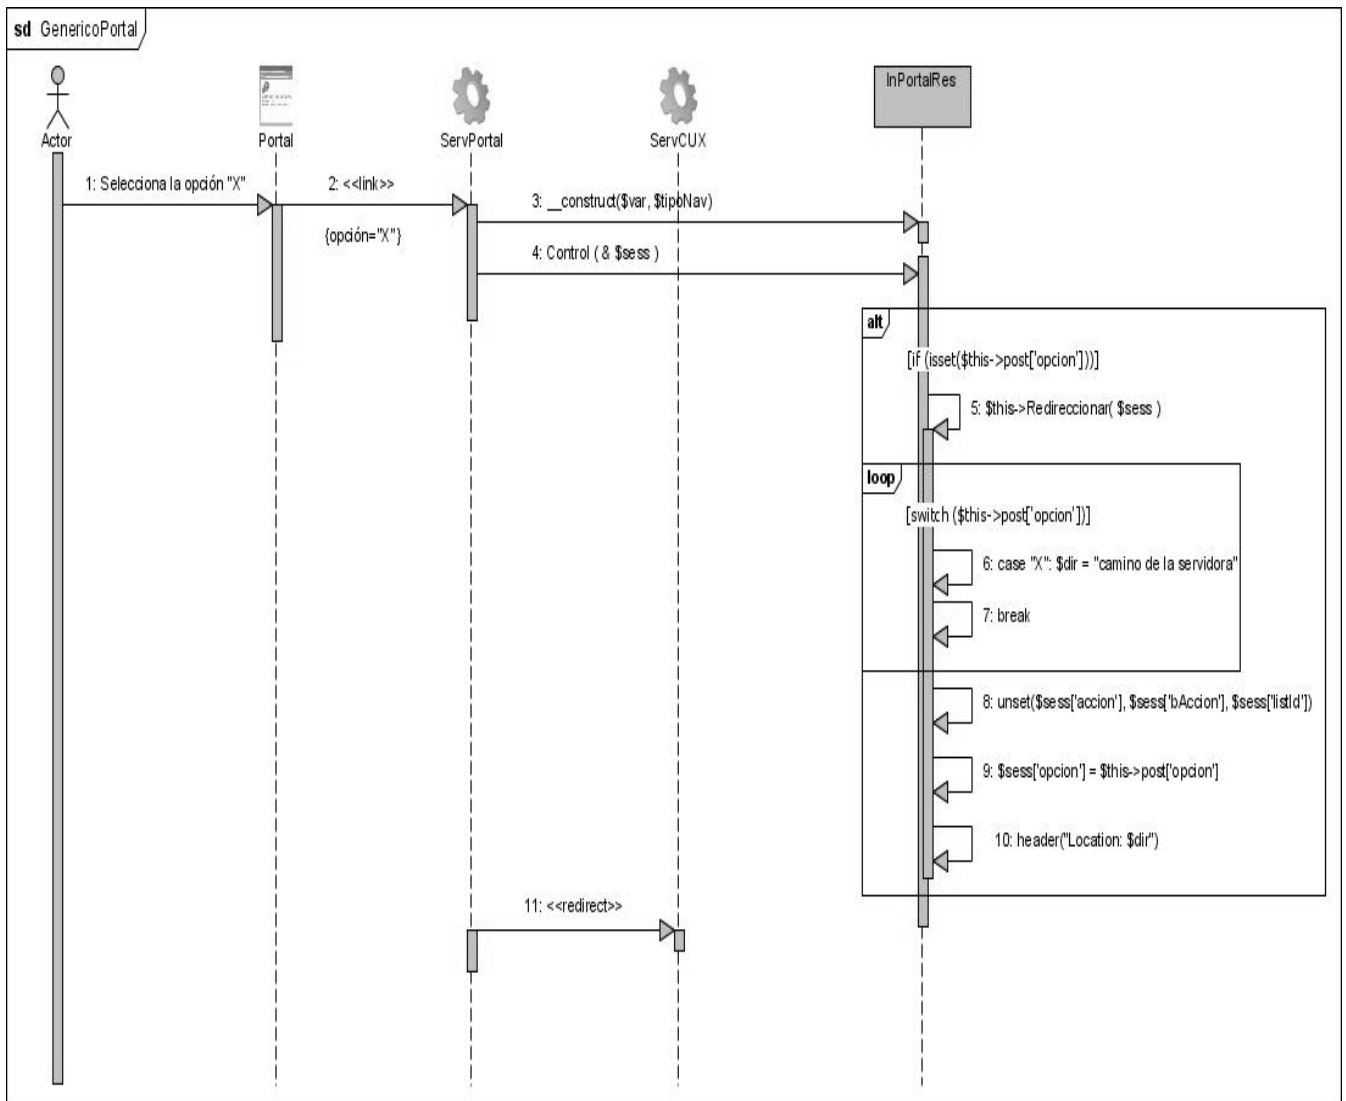 sd GenericoPortal
InPortalRes
Actor
Portal
ServPortal
ServCUX
1: Selecciona la opción "X"
2: <<link>>
{opción="X"}
3: __construct($var, $tipoNav)
4: Control ( & $sess )
alt
[if (isset($this->post['opcion']))]
5: $this->Redireccionar( $sess )
loop
[switch ($this->post['opcion'])]
6: case "X": $dir = "camino de la servidora"
7: break
8: unset($sess['accion'], $sess['bAccion'], $sess['listId'])
9: $sess['opcion'] = $this->post['opcion']
10: header("Location: $dir")
11: <<redirect>>